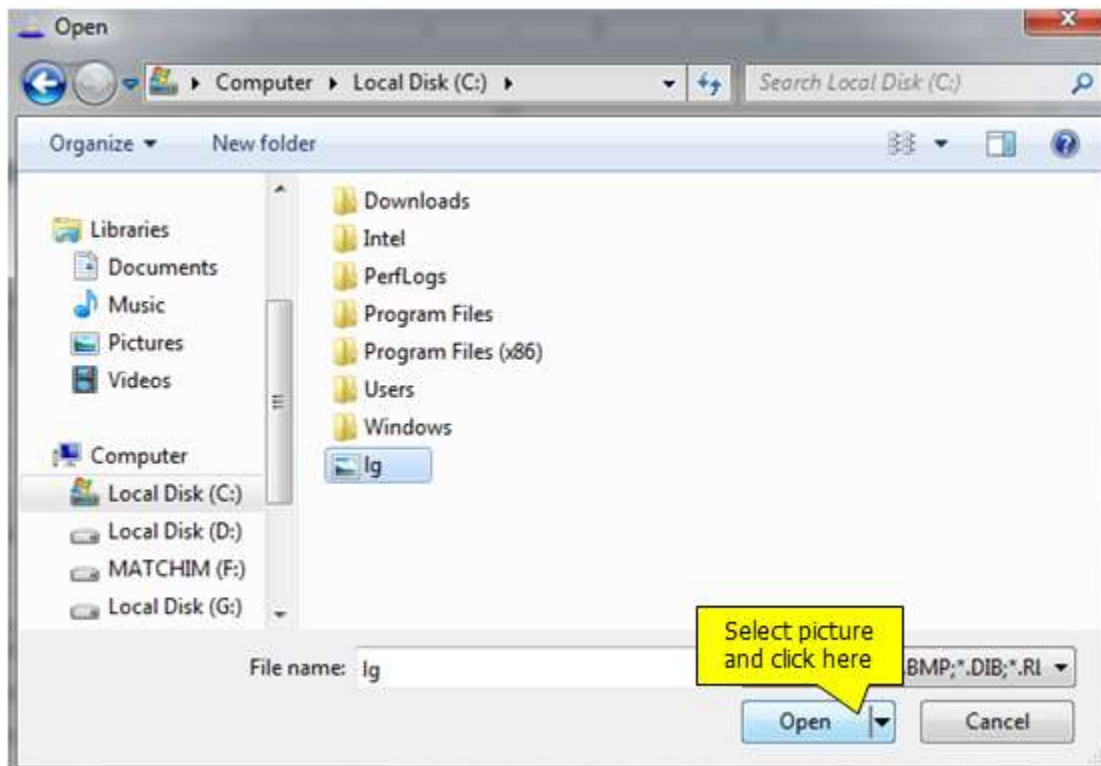 Open
Computer Local Disk (C:)
Search Local Disk (C:)
Organize New folder
Libraries
Documents
Music
Pictures
Videos
Computer
Local Disk (C:)
Local Disk (D:)
MATCHIM (F:)
Local Disk (G:)
Downloads
Intel
PerfLogs
Program Files
Program Files (x86)
Users
Windows
lg
Select picture
and click here
File name: lg
.BMP;*.DIB;*.RL
Open Cancel